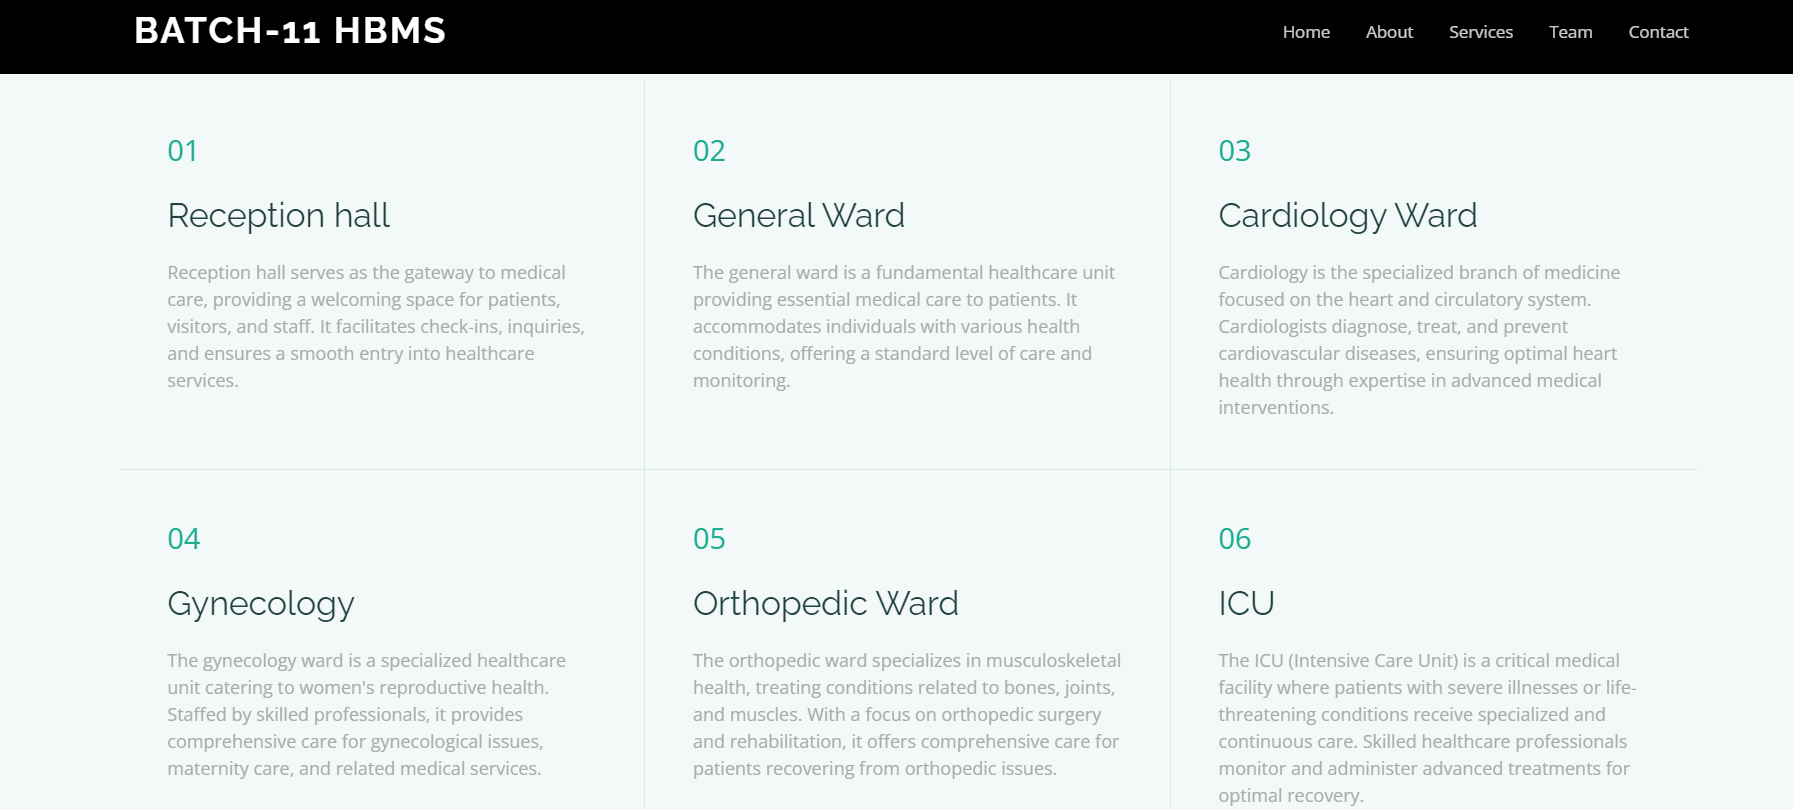 BATCH-11 HBMS
Home About Services Team Contact
01
Reception hall
Reception hall serves as the gateway to medical
care, providing a welcoming space for patients,
visitors, and staff. It facilitates check-ins, inquiries,
and ensures a smooth entry into healthcare
services.
02
General Ward
The general ward is a fundamental healthcare unit
providing essential medical care to patients. It
accommodates individuals with various health
conditions, offering a standard level of care and
monitoring.
03
Cardiology Ward
Cardiology is the specialized branch of medicine
focused on the heart and circulatory system.
Cardiologists diagnose, treat, and prevent
cardiovascular diseases, ensuring optimal heart
health through expertise in advanced medical
interventions.
04
Gynecology
The gynecology ward is a specialized healthcare
unit catering to women's reproductive health.
Staffed by skilled professionals, it provides
comprehensive care for gynecological issues,
maternity care, and related medical services.
05
Orthopedic Ward
The orthopedic ward specializes in musculoskeletal
health, treating conditions related to bones, joints,
and muscles. With a focus on orthopedic surgery
and rehabilitation, it offers comprehensive care for
patients recovering from orthopedic issues.
06
ICU
The ICU (Intensive Care Unit) is a critical medical
facility where patients with severe illnesses or life-
threatening conditions receive specialized and
continuous care. Skilled healthcare professionals
monitor and administer advanced treatments for
optimal recovery.